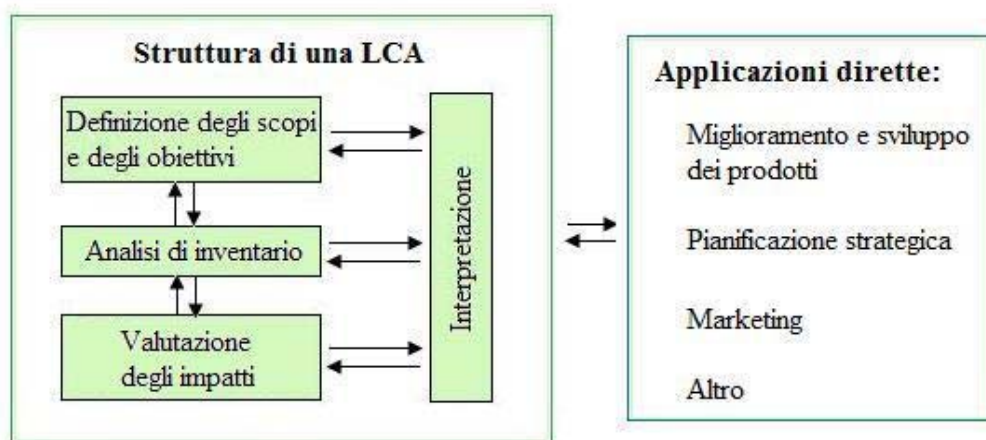 Struttura di una LCA
Definizione degli scopi
e degli obiettivi
Analisi di inventario
Valutazione
degli impatti
Interpretazione
Applicazioni dirette:
Miglioramento e sviluppo
dei prodotti
Pianificazione strategica
Marketing
Altro